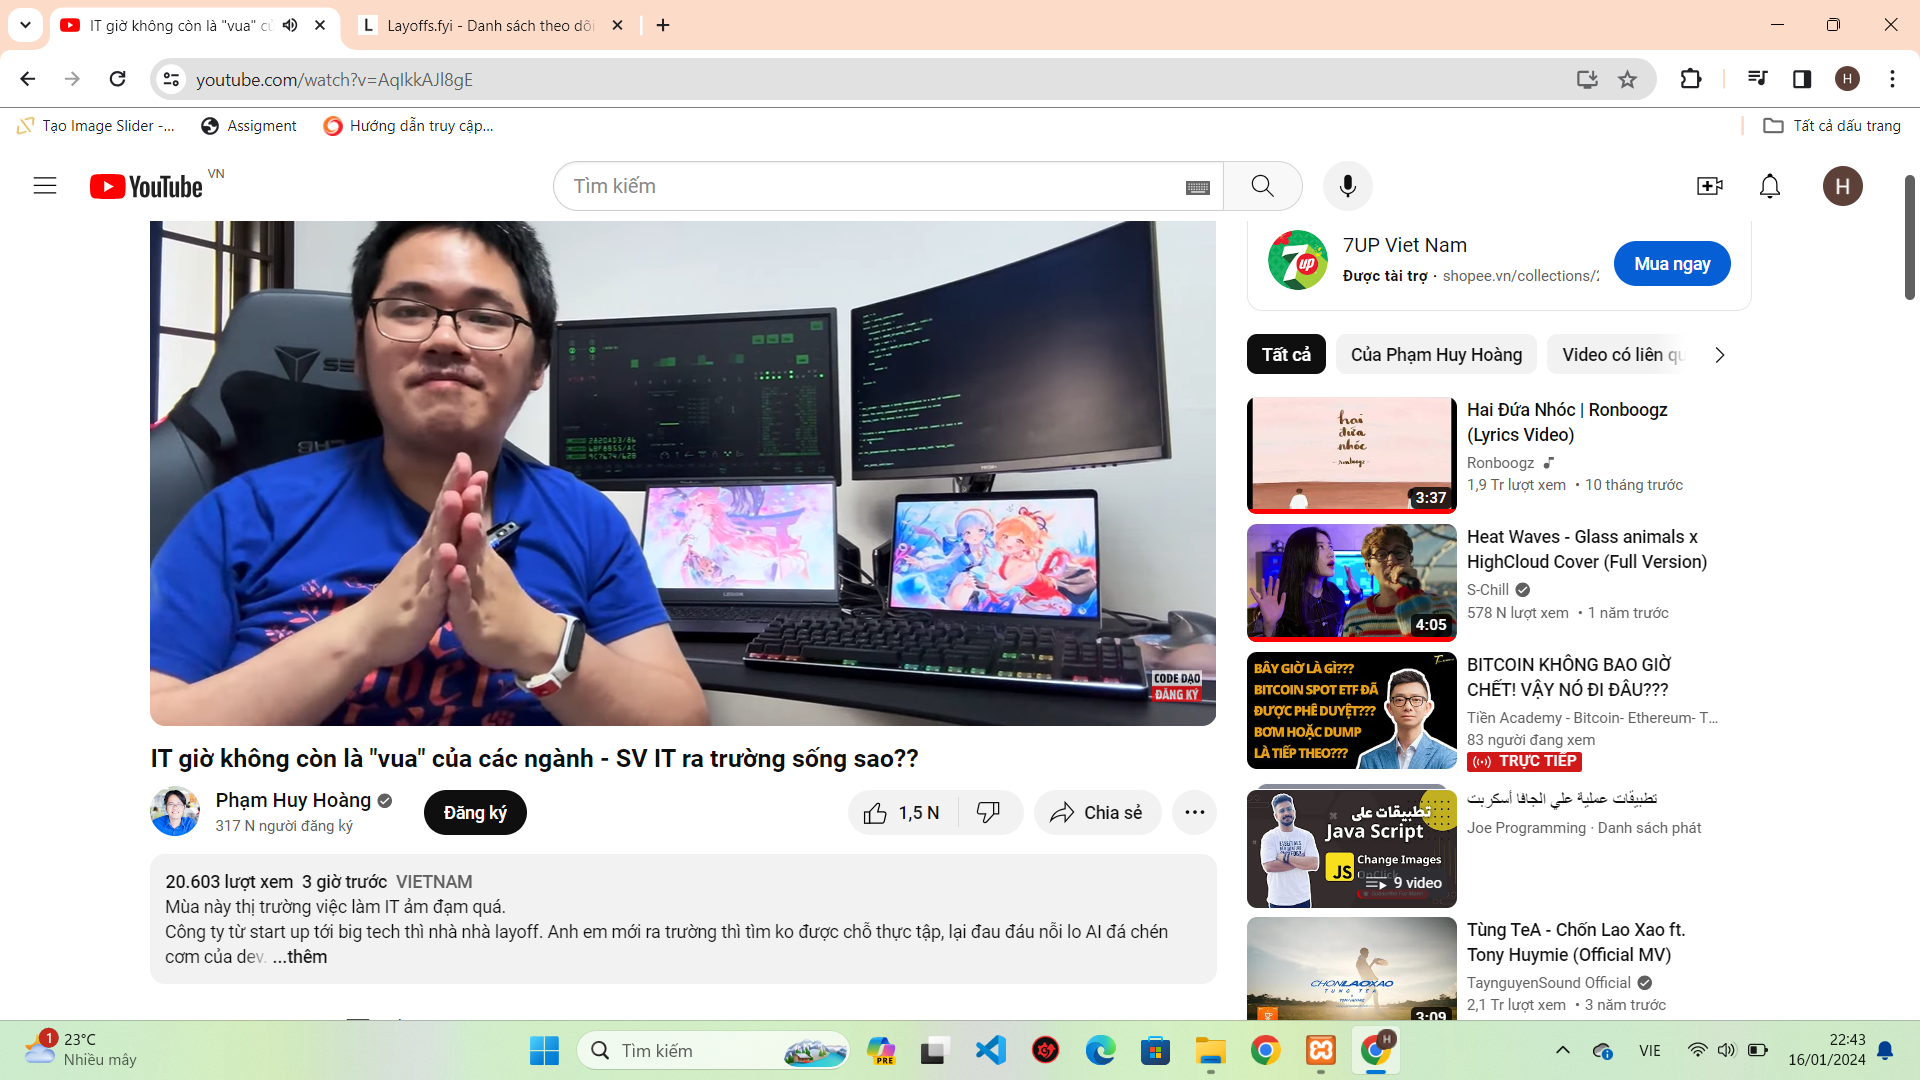 IT giờ không còn là "vua" củ
Layoffs.fyi - Danh sách theo dõi
youtube.com/watch?v=AqIkkAJl8gE
H
Tạo Image Slider -...
Assigment
Hướng dẫn truy cập...
Tất cả dấu trang
YouTube VN
Tìm kiếm
H
7UP Viet Nam
Được tài trợ · shopee.vn/collections/2
Mua ngay
Tất cả
Của Phạm Huy Hoàng
Video có liên qu
LEGION
CODE DẠO
ĐĂNG KÝ
hai
đứa
nhóc
- ronboogz -
3:37
Hai Đứa Nhóc | Ronboogz
(Lyrics Video)
Ronboogz
1,9 Tr lượt xem • 10 tháng trước
4:05
Heat Waves - Glass animals x
HighCloud Cover (Full Version)
S-Chill
578 N lượt xem • 1 năm trước
BÂY GIỜ LÀ GÌ???
BITCOIN SPOT ETF ĐÃ
ĐƯỢC PHÊ DUYỆT???
BƠM HOẶC DUMP
LÀ TIẾP THEO???
BITCOIN KHÔNG BAO GIỜ
CHẾT! VẬY NÓ ĐI ĐÂU???
Tiền Academy - Bitcoin- Ethereum- T...
83 người đang xem
TRỰC TIẾP
تطبيقات على
Java Script
JS
Change Images
OnClick
9 video
تطبيقات عملية علي الجافا أسكربت
Joe Programming · Danh sách phát
CHỐN LAO XAO
TUNG TEA
3:09
Tùng TeA - Chốn Lao Xao ft.
Tony Huymie (Official MV)
TaynguyenSound Official
2,1 Tr lượt xem • 3 năm trước
IT giờ không còn là "vua" của các ngành - SV IT ra trường sống sao??
Phạm Huy Hoàng
317 N người đăng ký
Đăng ký
1,5 N
Chia sẻ
20.603 lượt xem 3 giờ trước VIETNAM
Mùa này thị trường việc làm IT ảm đạm quá.
Công ty từ start up tới big tech thì nhà nhà layoff. Anh em mới ra trường thì tìm ko được chỗ thực tập, lại đau đáu nỗi lo AI đá chén
cơm của dev. ...thêm
1
23°C
Nhiều mây
Tìm kiếm
PRE
H
VIE
22:43
16/01/2024